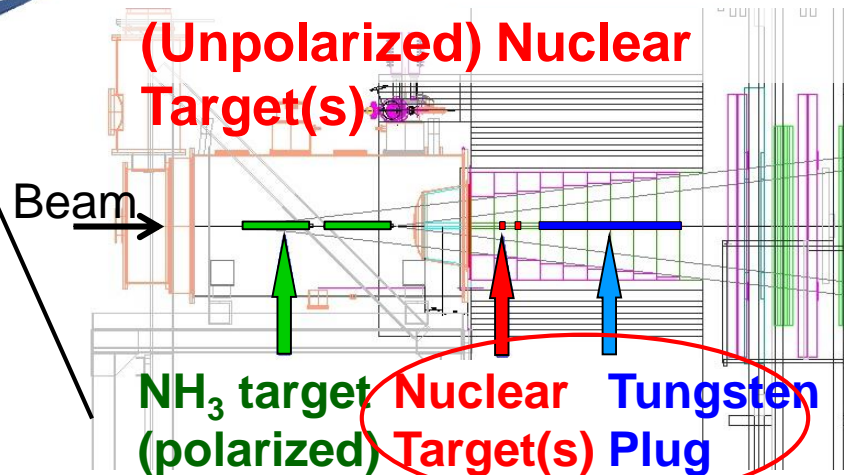 (Unpolarized) Nuclear
Target(s)
Beam
NH₃ target Nuclear Tungsten
(polarized) Target(s) Plug